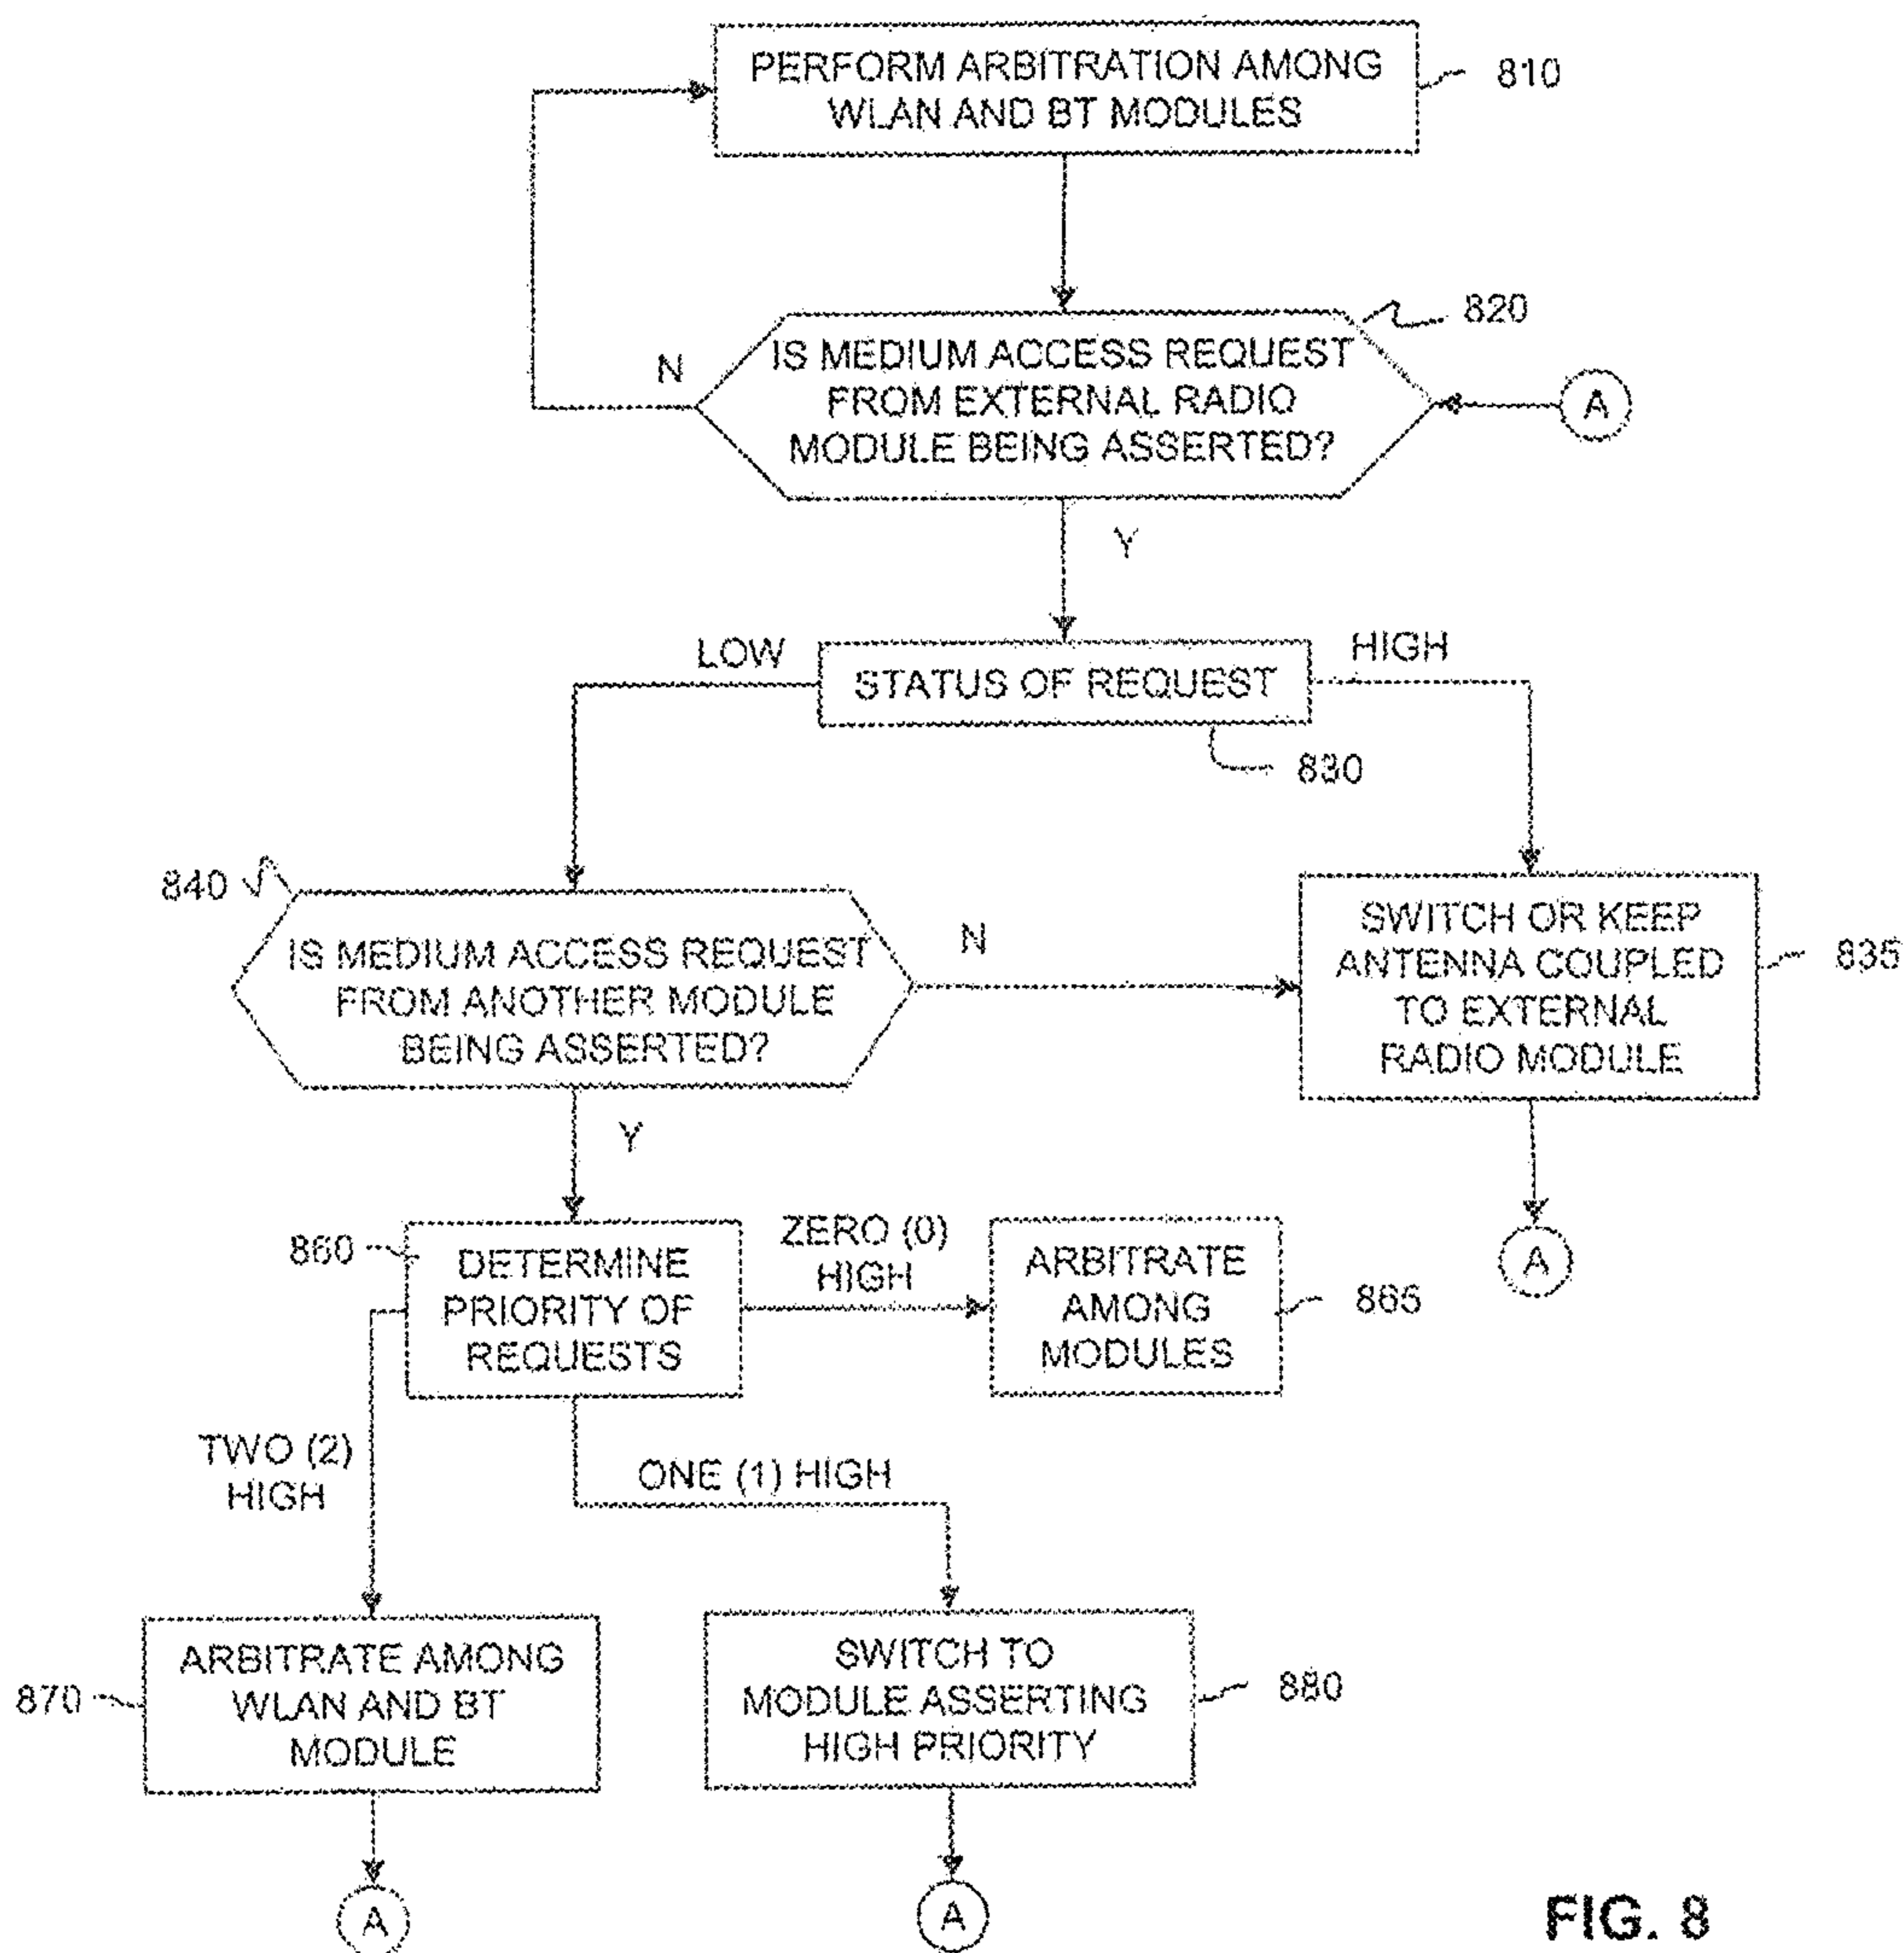 PERFORM ARBITRATION AMONG
WLAN AND BT MODULES
810
820
IS MEDIUM ACCESS REQUEST
FROM EXTERNAL RADIO
MODULE BEING ASSERTED?
N
A
Y
LOW
STATUS OF REQUEST
HIGH
830
840
IS MEDIUM ACCESS REQUEST
FROM ANOTHER MODULE
BEING ASSERTED?
N
SWITCH OR KEEP
ANTENNA COUPLED
TO EXTERNAL
RADIO MODULE
835
Y
A
860
DETERMINE
PRIORITY OF
REQUESTS
ZERO (0)
HIGH
ARBITRATE
AMONG
MODULES
865
TWO (2)
HIGH
ONE (1) HIGH
870
ARBITRATE AMONG
WLAN AND BT
MODULE
SWITCH TO
MODULE ASSERTING
HIGH PRIORITY
880
A
A
FIG. 8